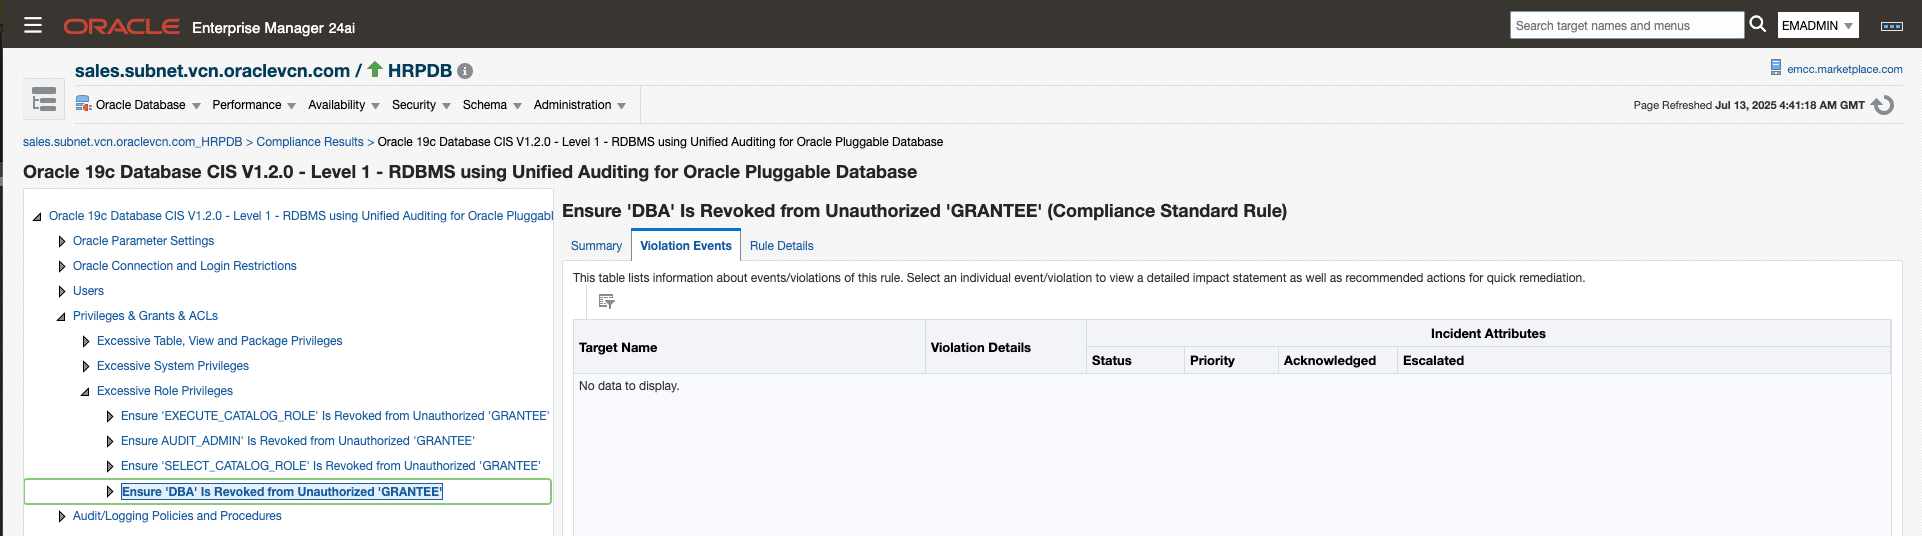 ORACLE Enterprise Manager 24ai
Search target names and menus
EMADMIN
sales.subnet.vcn.oraclevcn.com / HRPDB
emcc.marketplace.com
Oracle Database Performance Availability Security Schema Administration
Page Refreshed Jul 13, 2025 4:41:18 AM GMT
sales.subnet.vcn.oraclevcn.com_HRPDB > Compliance Results > Oracle 19c Database CIS V1.2.0 - Level 1 - RDBMS using Unified Auditing for Oracle Pluggable Database
Oracle 19c Database CIS V1.2.0 - Level 1 - RDBMS using Unified Auditing for Oracle Pluggable Database
Oracle 19c Database CIS V1.2.0 - Level 1 - RDBMS using Unified Auditing for Oracle Pluggabl
Oracle Parameter Settings
Oracle Connection and Login Restrictions
Users
Privileges & Grants & ACLs
Excessive Table, View and Package Privileges
Excessive System Privileges
Excessive Role Privileges
Ensure 'EXECUTE_CATALOG_ROLE' Is Revoked from Unauthorized 'GRANTEE'
Ensure AUDIT_ADMIN' Is Revoked from Unauthorized 'GRANTEE'
Ensure 'SELECT_CATALOG_ROLE' Is Revoked from Unauthorized 'GRANTEE'
Ensure 'DBA' Is Revoked from Unauthorized 'GRANTEE'
Audit/Logging Policies and Procedures
Ensure 'DBA' Is Revoked from Unauthorized 'GRANTEE' (Compliance Standard Rule)
Summary Violation Events Rule Details
This table lists information about events/violations of this rule. Select an individual event/violation to view a detailed impact statement as well as recommended actions for quick remediation.
Target Name
Violation Details
Incident Attributes
Status Priority Acknowledged Escalated
No data to display.